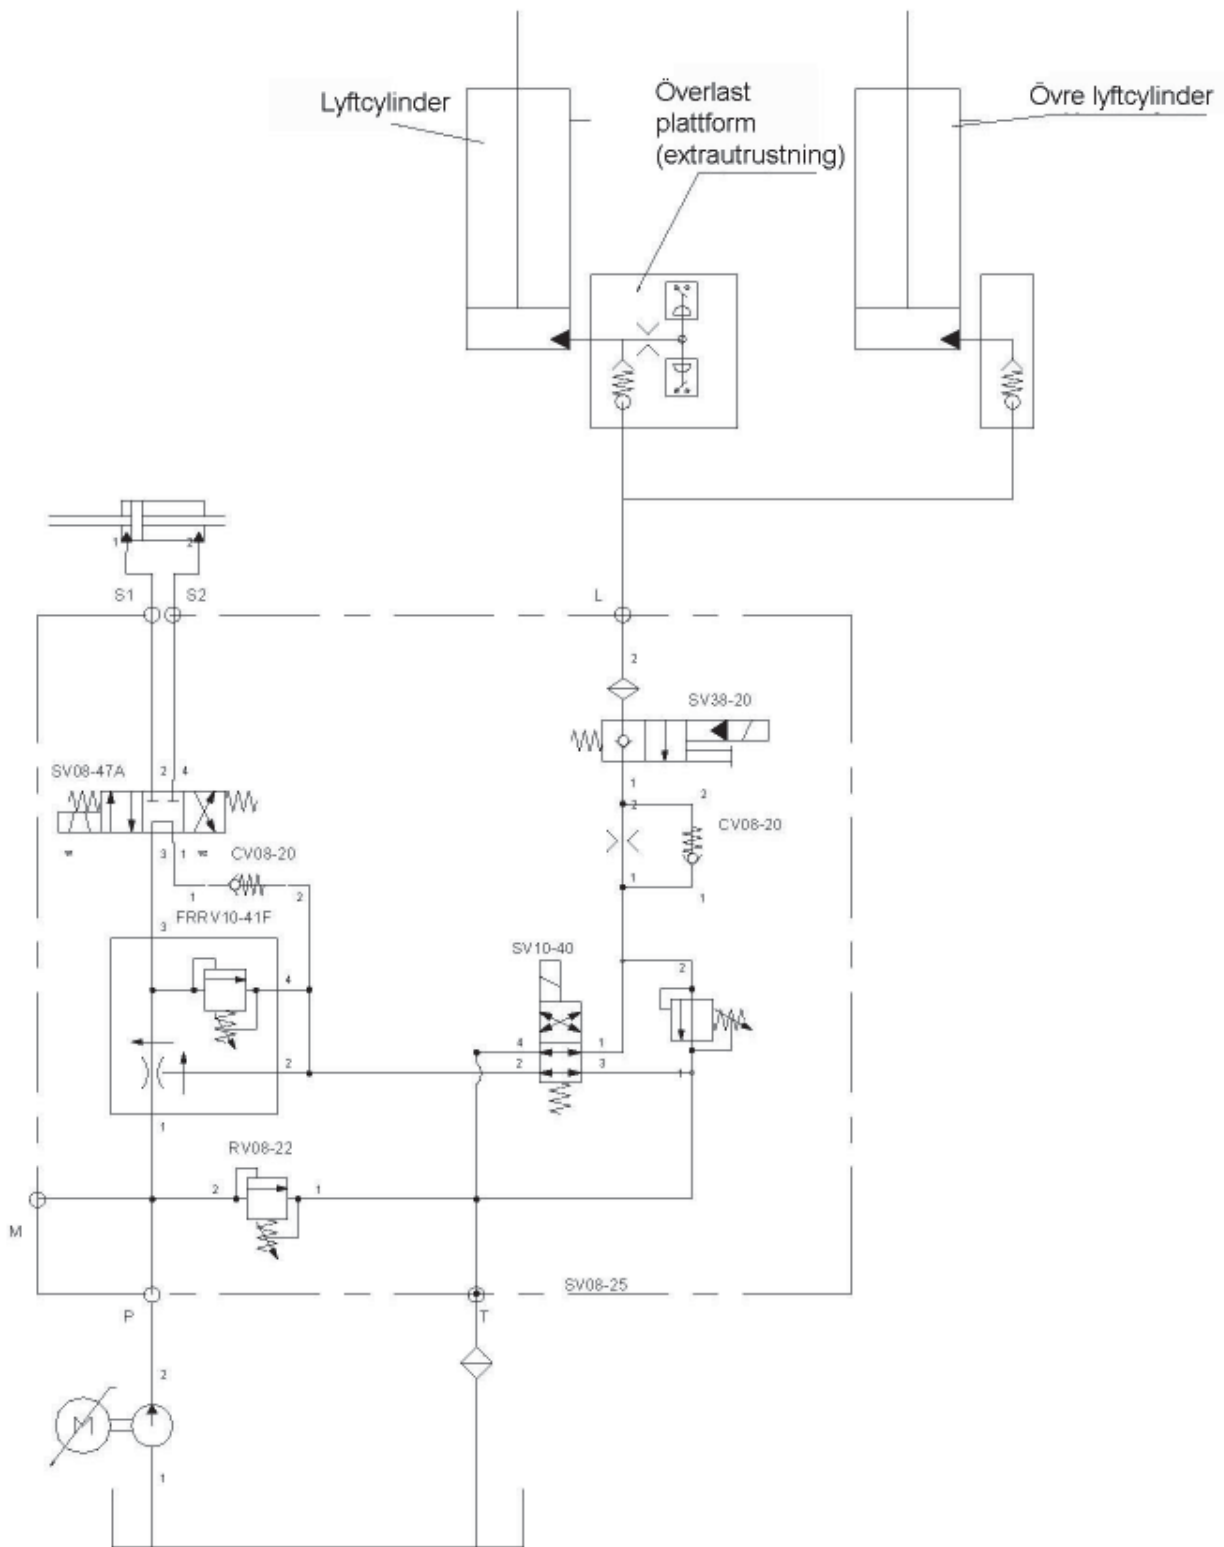 Lyftcylinder
Överlast
plattform
(extrautrustning)
Övre lyftcylinder
1
2
S1
S2
L
2
SV38-20
SV08-47A
2
4
1
2
2
CV08-20
3
1
CV08-20
1
1
1
2
FRRV10-41F
3
SV10-40
2
4
4
1
2
2
3
1
1
RV08-22
2
1
M
SV08-25
P
T
2
M
1